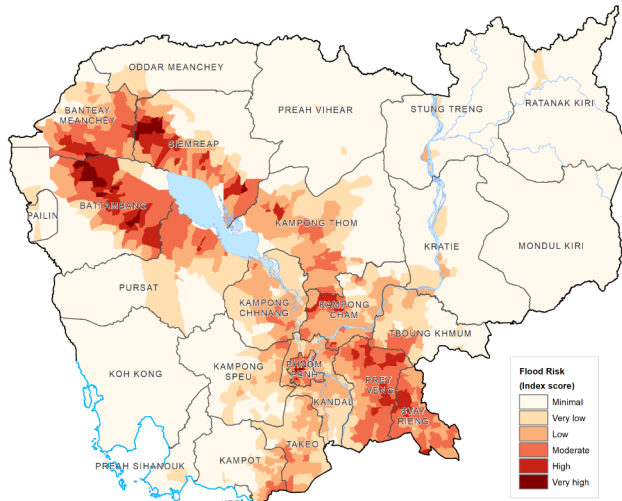 ODDAR MEANCHEY
BANTEAY
MEANCHEY
PREAH VIHEAR
STUNG TRENG
RATANAK KIRI
SIEMREAP
BATTAMBANG
PAILIN
KAMPONG THOM
KRATIE
MONDUL KIRI
PURSAT
KAMPONG
CHHNANG
KAMPONG
CHAM
TBOUNG KHMUM
KOH KONG
KAMPONG
SPEU
PHNOM
PENH
PREY
VENG
KANDAL
SVAY
RIENG
TAKEO
PREAH SIHANOUK
KAMPOT
Flood Risk
(Index score)
Minimal
Very low
Low
Moderate
High
Very high